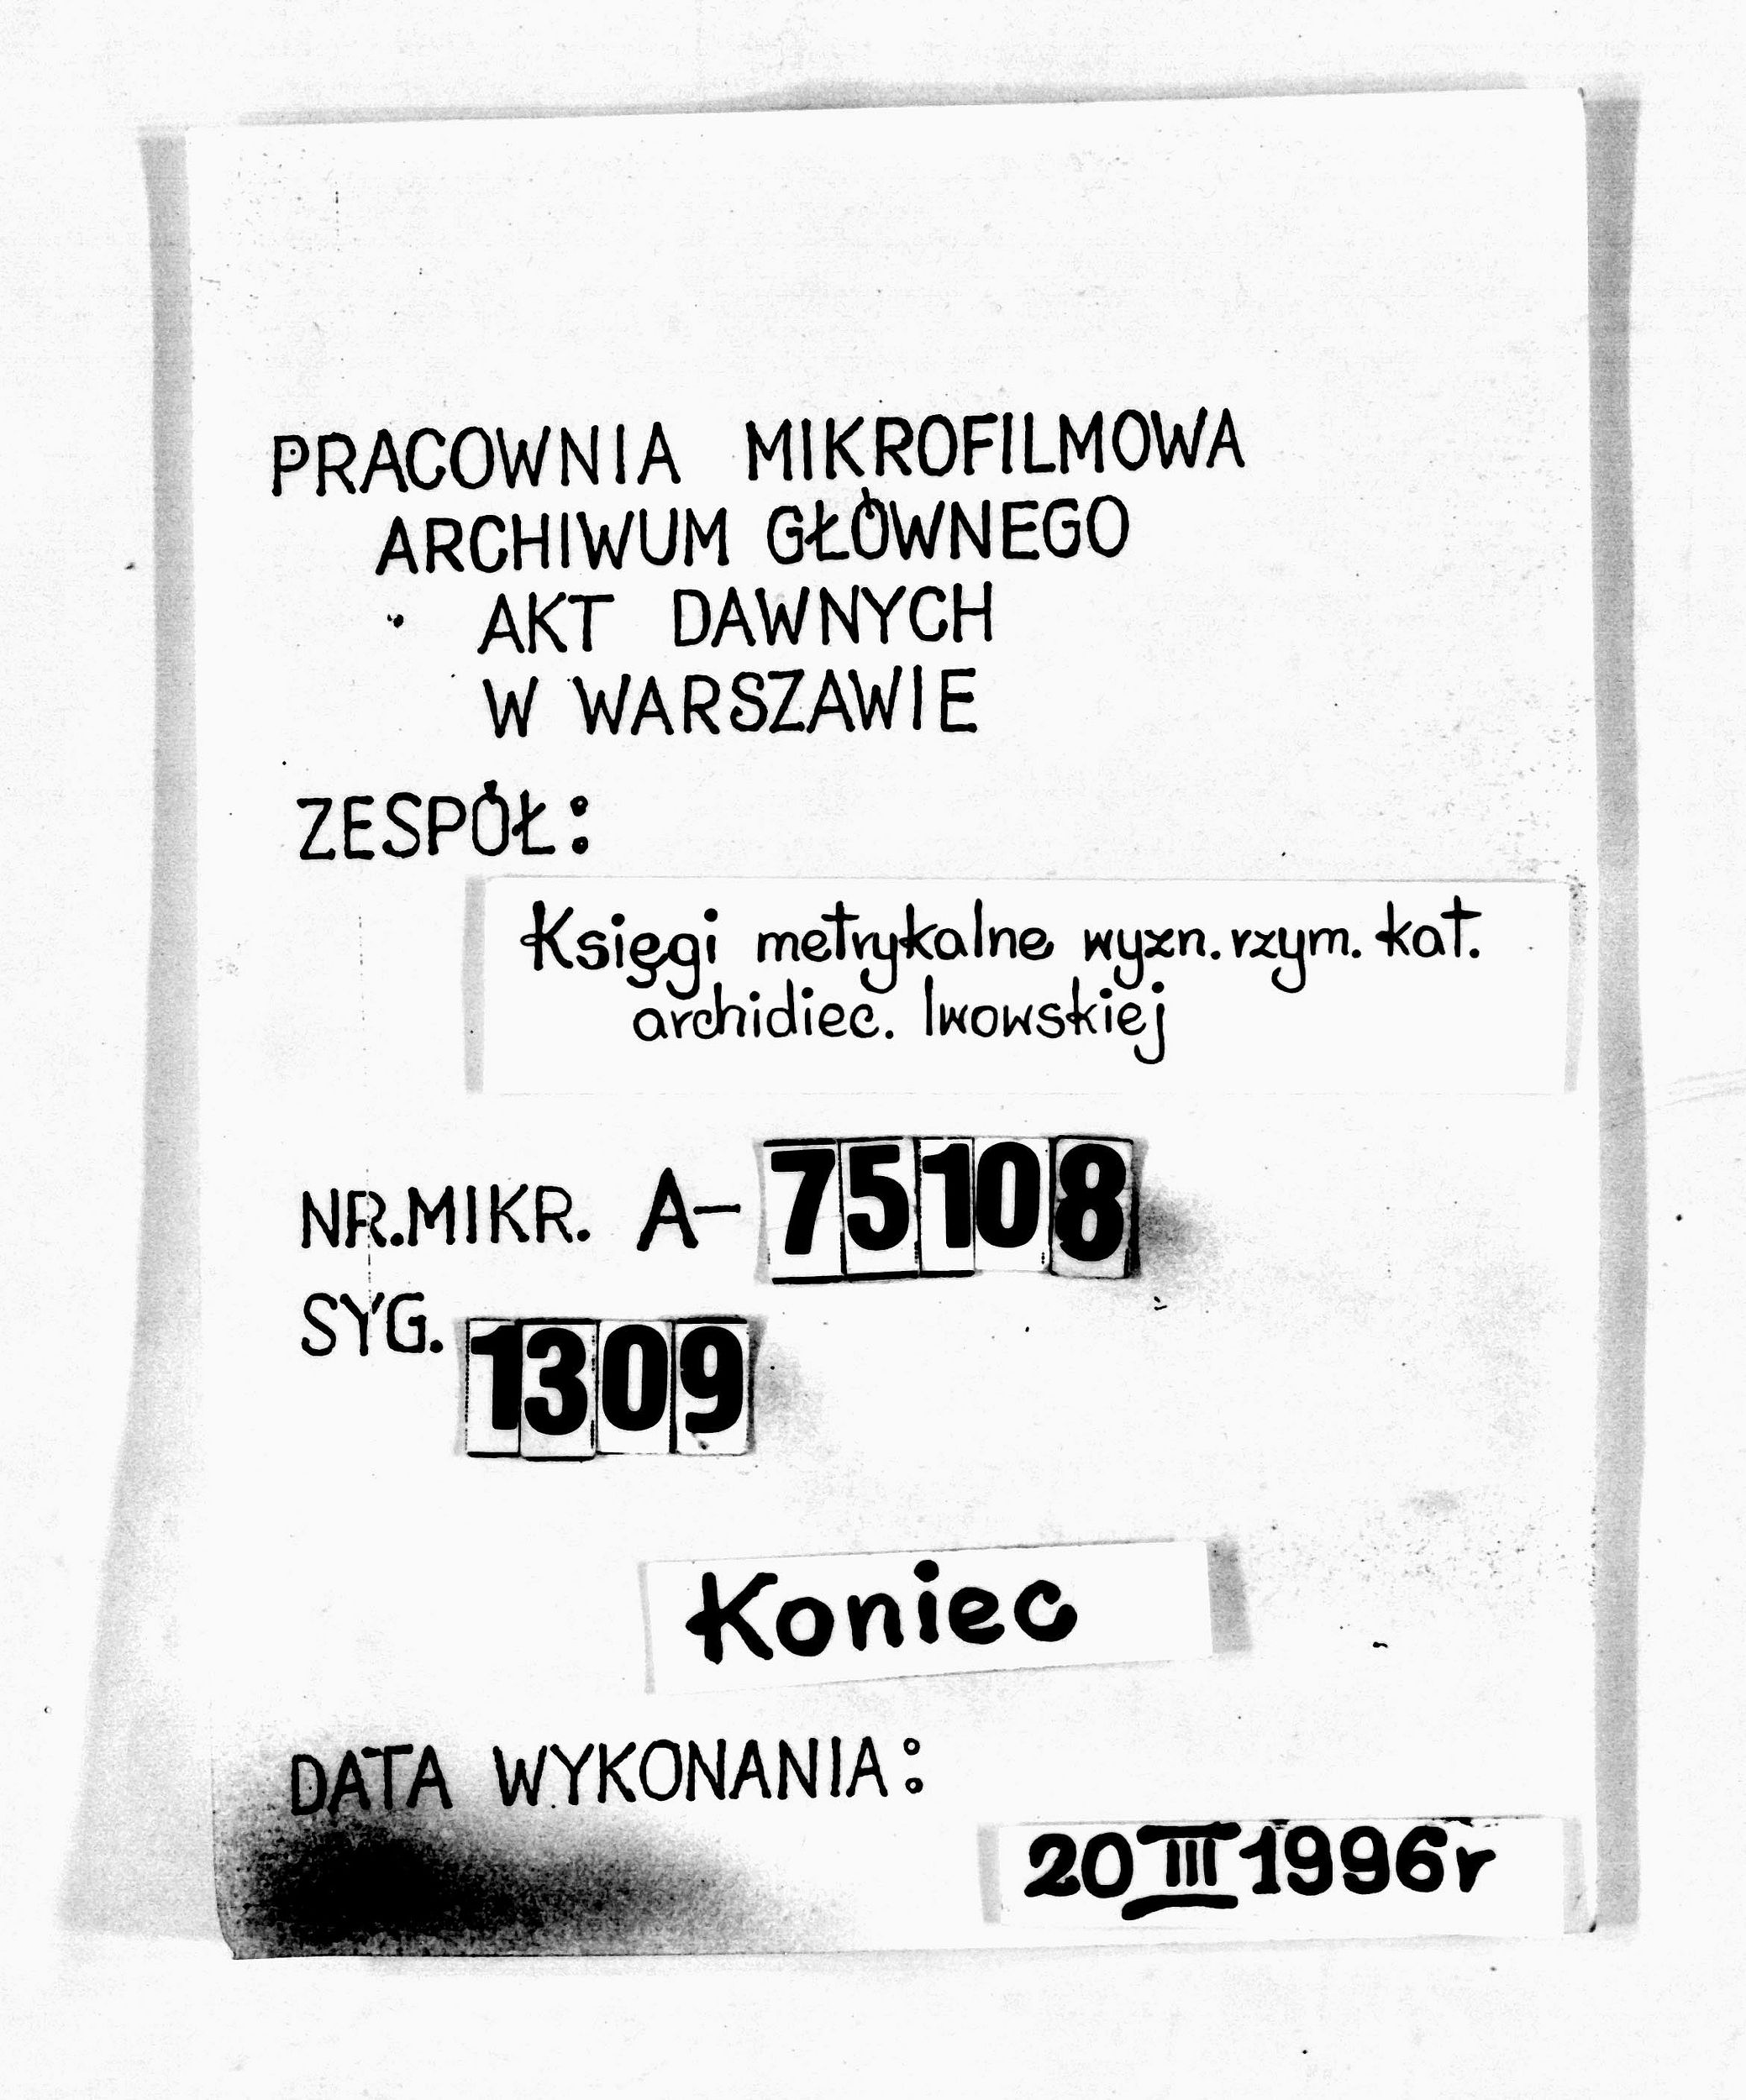 PRACOWNIA MIKROFILMOWA
ARCHIWUM GŁÓWNEGO
AKT DAWNYCH
W WARSZAWIE
ZESPÓŁ:
Księgi metrykalne wyzn. rzym. kat.
archidiec. lwowskiej
NR. MIKR. A- 75108
SYG. 1309
Koniec
DATA WYKONANIA:
20 III 1996r